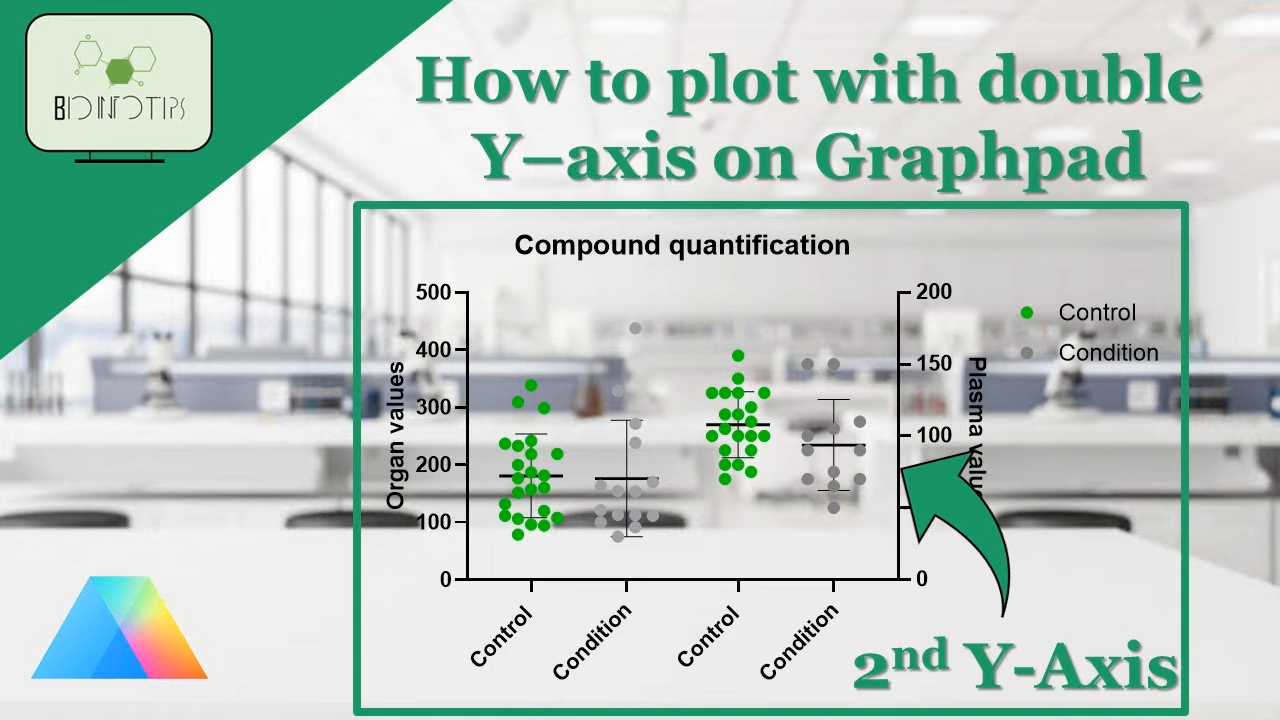 BIOINFOTIPS
How to plot with double
Y–axis on Graphpad
Compound quantification
500
400
300
200
100
0
Organ values
200
150
100
0
Plasma
Control
Condition
Control
Condition
Control
Condition
2nd Y-Axis